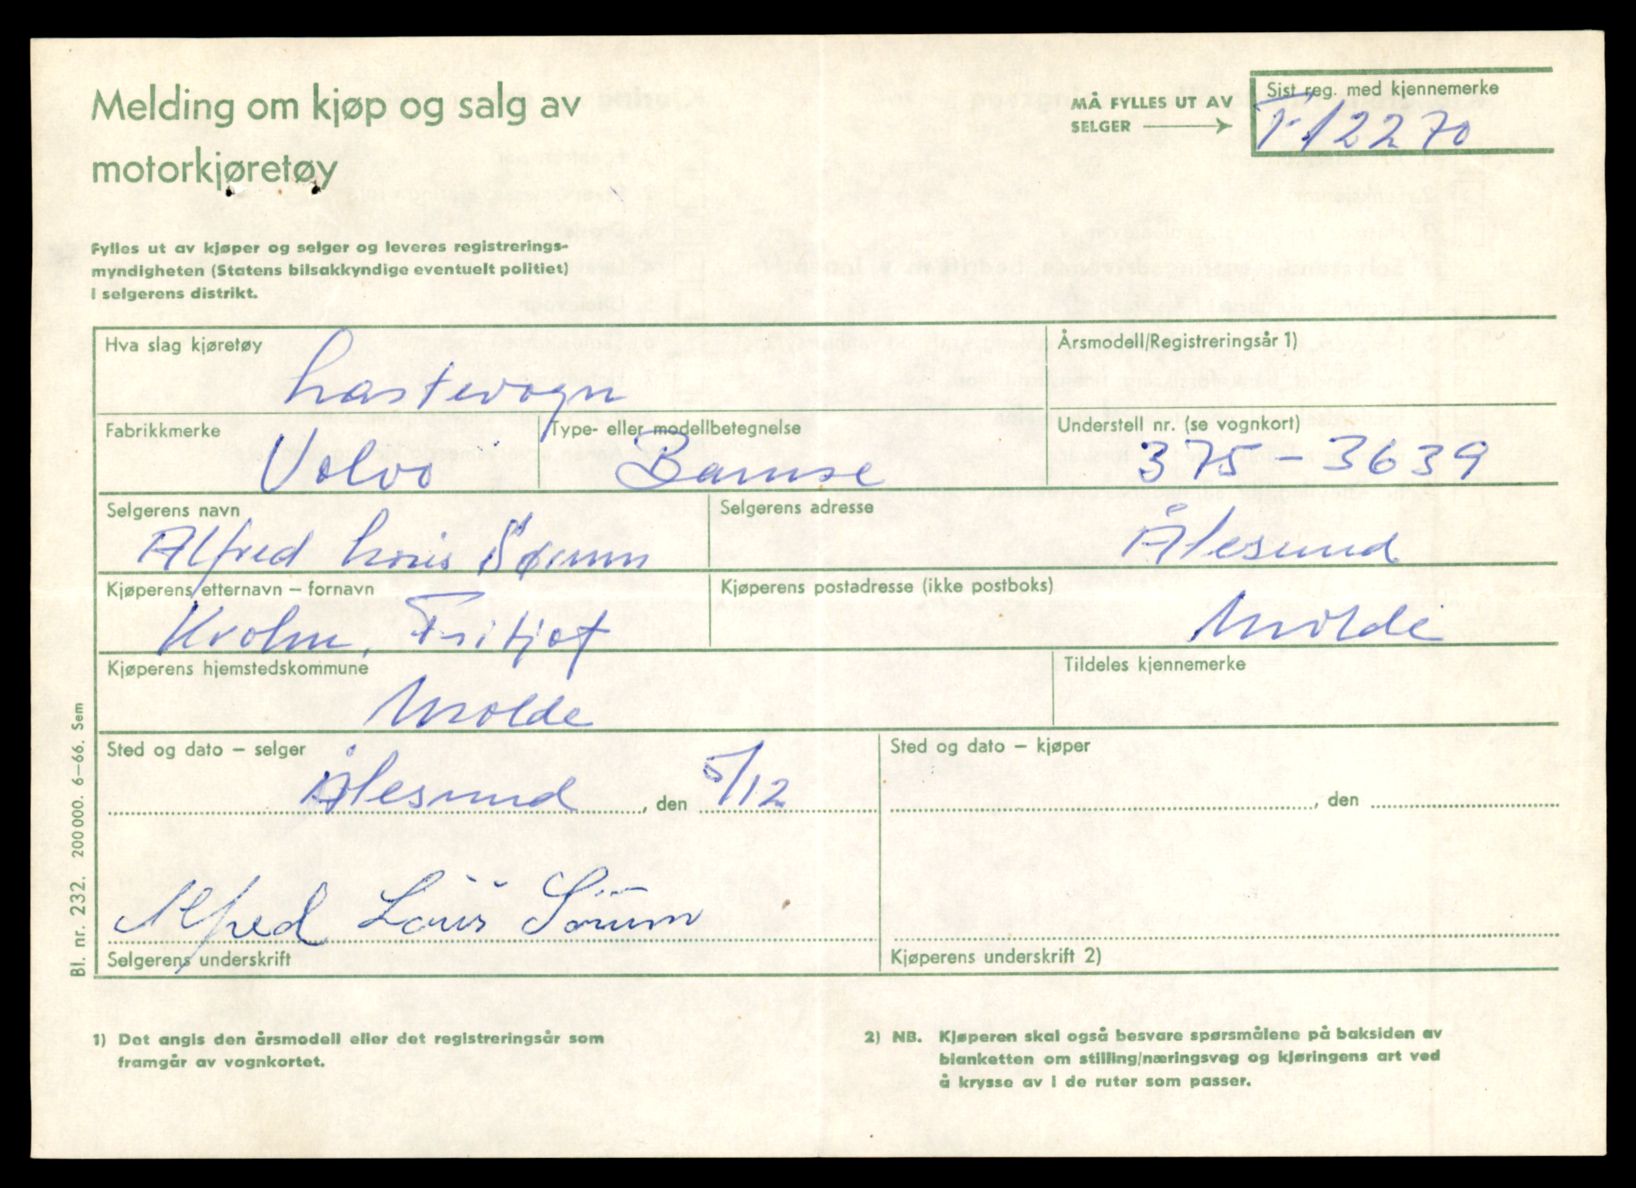 Melding om kjøp og salg av
motorkjøretøy
MÅ FYLLES UT AV
SELGER
Sist reg. med kjennemerke
T-12270
Fylles ut av kjøper og selger og leveres registrerings-
myndigheten (Statens bilsakkyndige eventuelt politiet)
i selgerens distrikt.
Hva slag kjøretøy
Lastevogn
Årsmodell/Registreringsår 1)
Fabrikkmerke
Volvo
Type- eller modellbetegnelse
Bamse
Understell nr. (se vognkort)
375-3639
Selgerens navn
Alfred Louis Sørum
Selgerens adresse
Ålesund
Kjøperens etternavn – fornavn
Krohn, Fritjof
Kjøperens postadresse (ikke postboks)
Molde
Kjøperens hjemstedskommune
Molde
Tildeles kjennemerke
Sted og dato – selger
Ålesund, den 5/12
Sted og dato – kjøper
, den
Alfred Louis Sørum
Selgerens underskrift
Kjøperens underskrift 2)
Bl. nr. 232. 200 000. 6–66. Sem
1) Det angis den årsmodell eller det registreringsår som
framgår av vognkortet.
2) NB. Kjøperen skal også besvare spørsmålene på baksiden av
blanketten om stilling/næringsveg og kjøringens art ved
å krysse av i de ruter som passer.